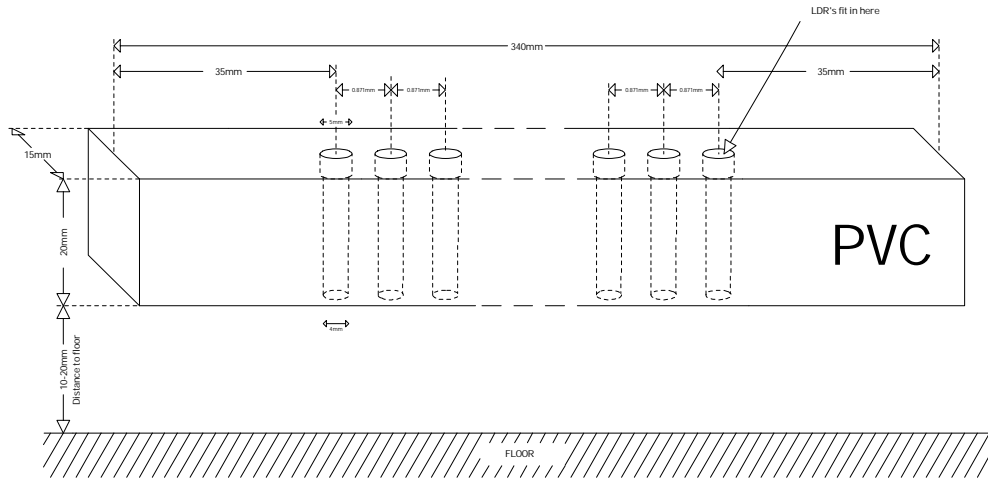 LDR's fit in here
340mm
35mm
35mm
0.871mm
0.871mm
0.871mm
0.871mm
5mm
15mm
20mm
PVC
4mm
10-20mm
Distance to floor
FLOOR